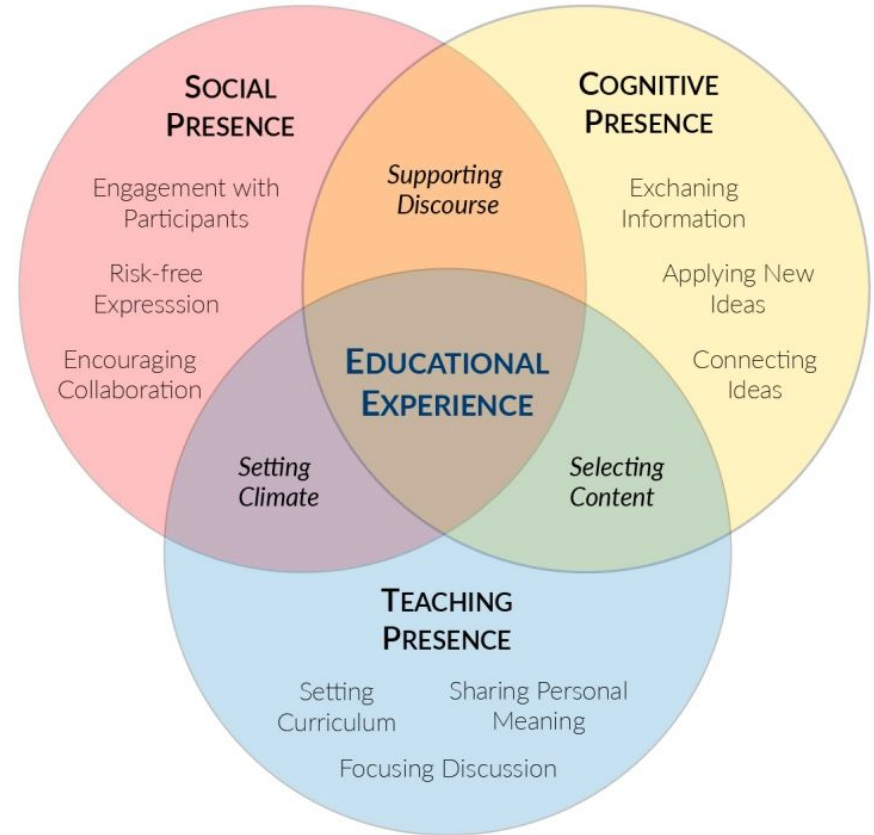 SOCIAL
PRESENCE
Engagement with
Participants
Risk-free
Expresssion
Encouraging
Collaboration
Supporting
Discourse
COGNITIVE
PRESENCE
Exchaning
Information
Applying New
Ideas
Connecting
Ideas
EDUCATIONAL
EXPERIENCE
Setting
Climate
Selecting
Content
TEACHING
PRESENCE
Setting
Curriculum
Sharing Personal
Meaning
Focusing Discussion